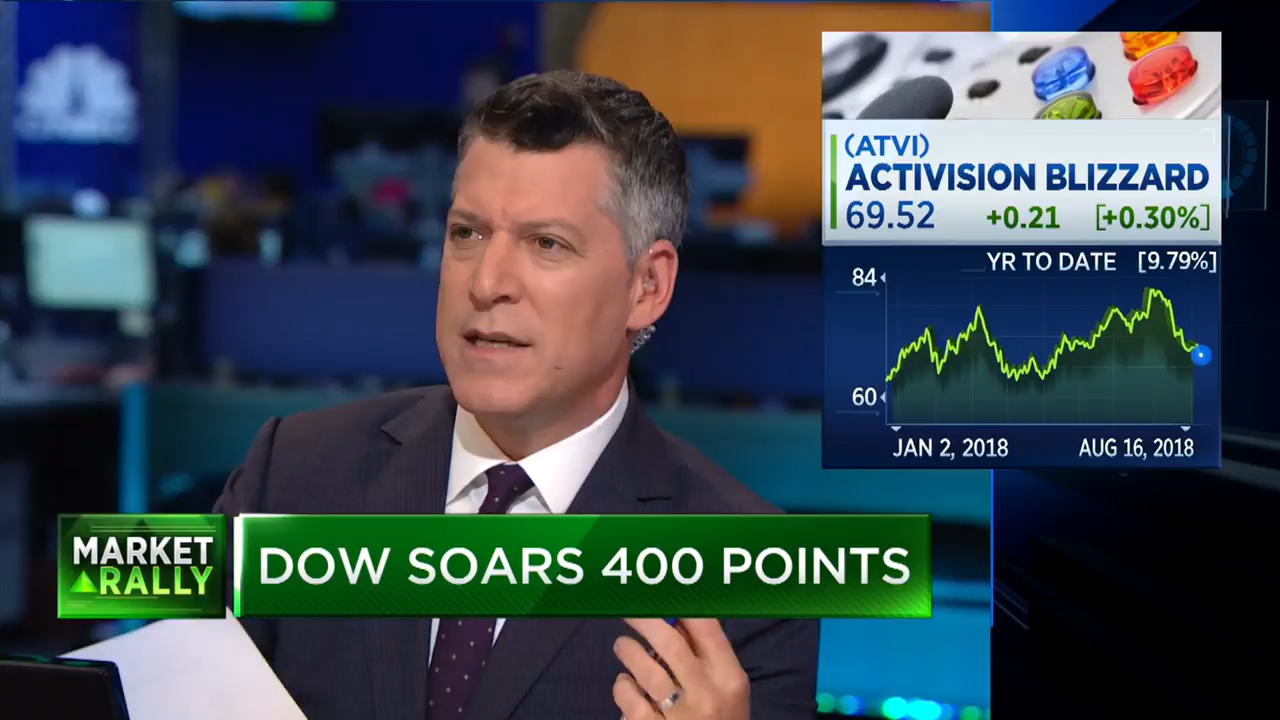 (ATVI)
ACTIVISION BLIZZARD
69.52 +0.21 [+0.30%]
YR TO DATE [9.79%]
84
60
JAN 2, 2018 AUG 16, 2018
MARKET
RALLY
DOW SOARS 400 POINTS